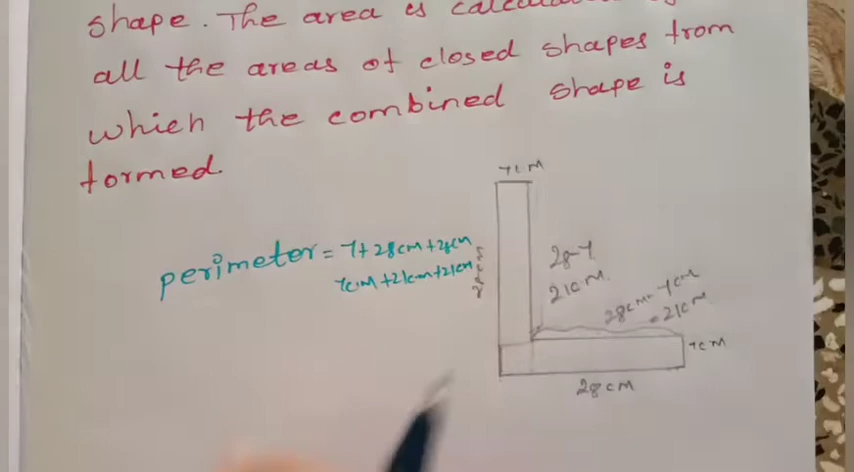 shape. The area is
all the areas of closed shapes from
which the combined shape is
formed.
7cM
perimeter = 7+28cm+28cm
7cm+21cm+21cm
28-7
21cM
28cm-7cm
=21cM
7cM
28cM